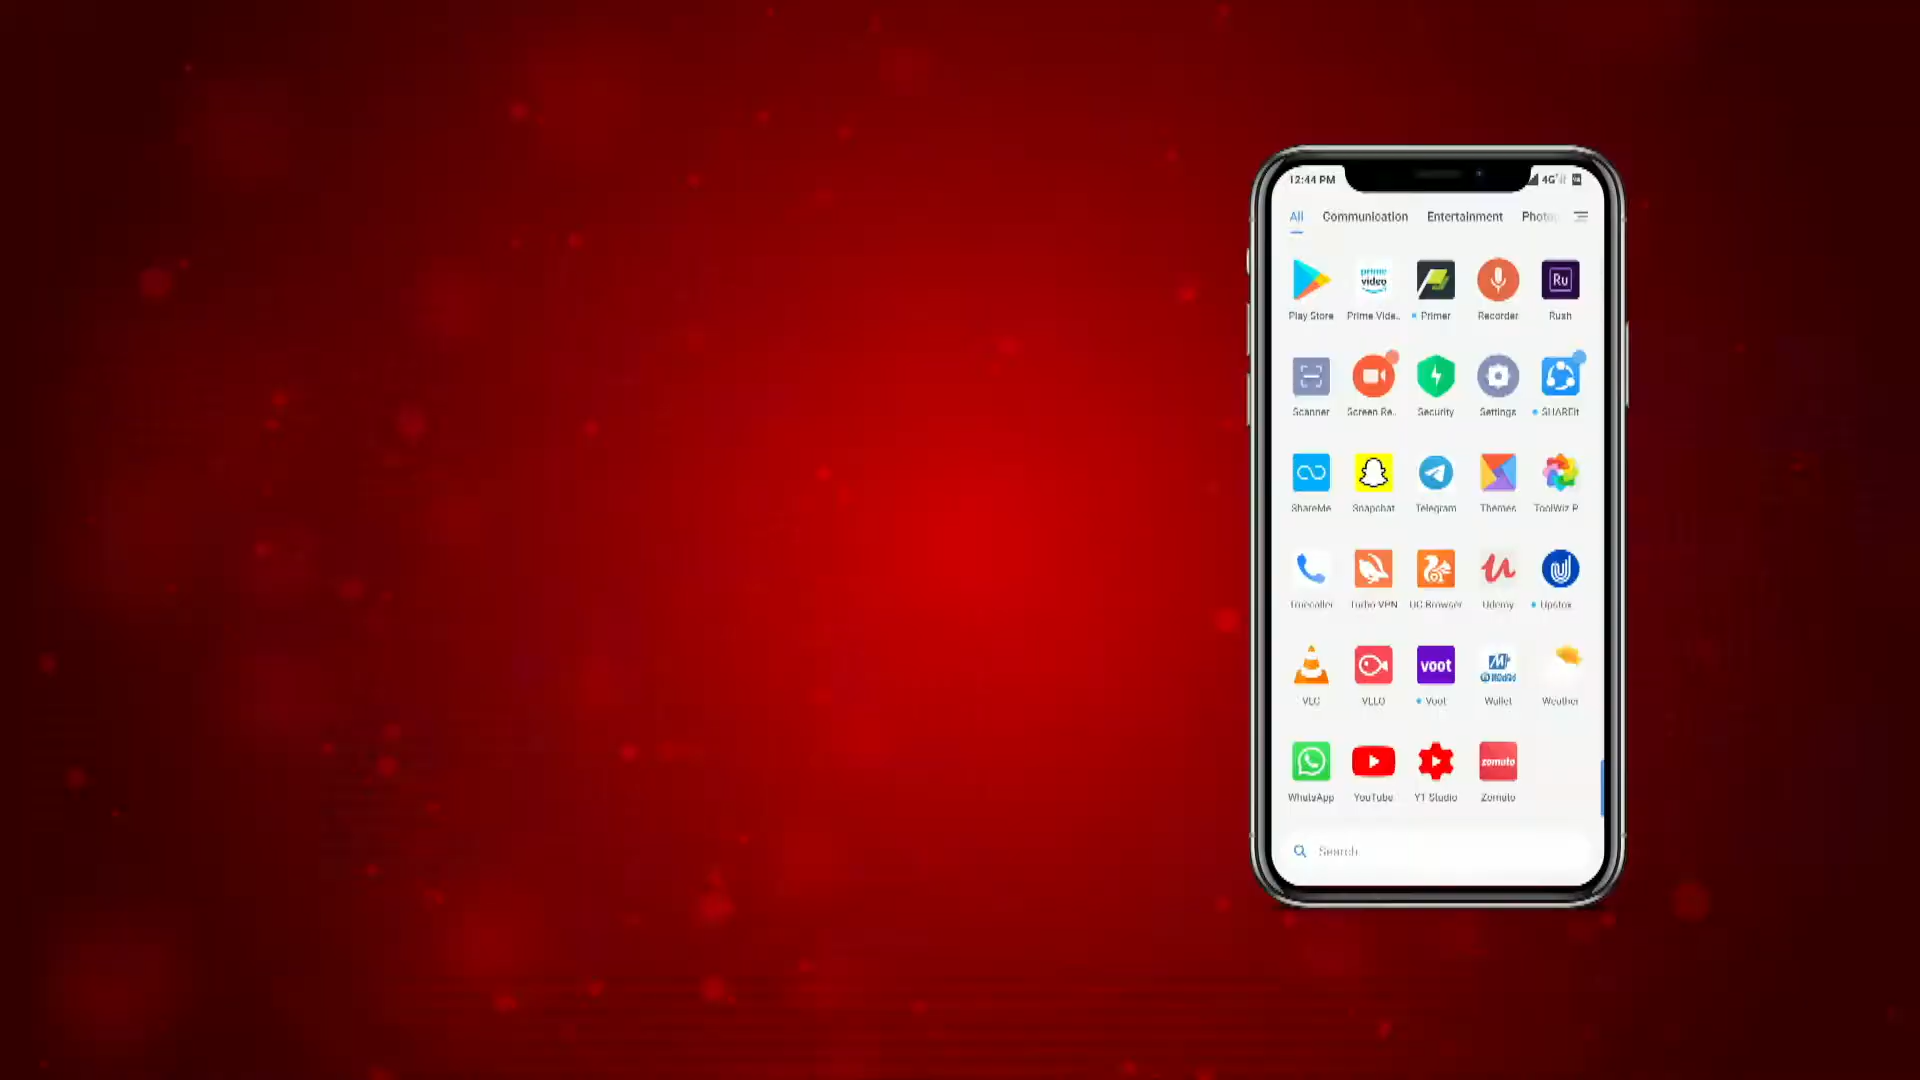 12:44 PM 4G
All Communication Entertainment Photo
prime video Ru
Play Store Prime Vide.. Primer Recorder Rush
Scanner Screen Re.. Security Settings SHAREit
ShareMe Snapchat Telegram Themes ToolWiz P
Truecaller Turbo VPN UC Browser Udemy Upstox
voot
VLC VLLO Voot Wallet Weather
zomato
WhatsApp YouTube YT Studio Zomato
Search